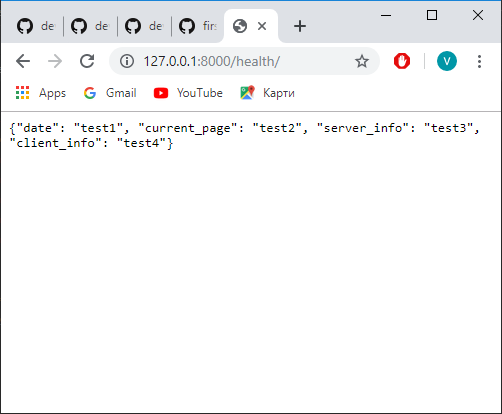 de de de firs
127.0.0.1:8000/health/
V
Apps Gmail YouTube Карти
{"date": "test1", "current_page": "test2", "server_info": "test3",
"client_info": "test4"}